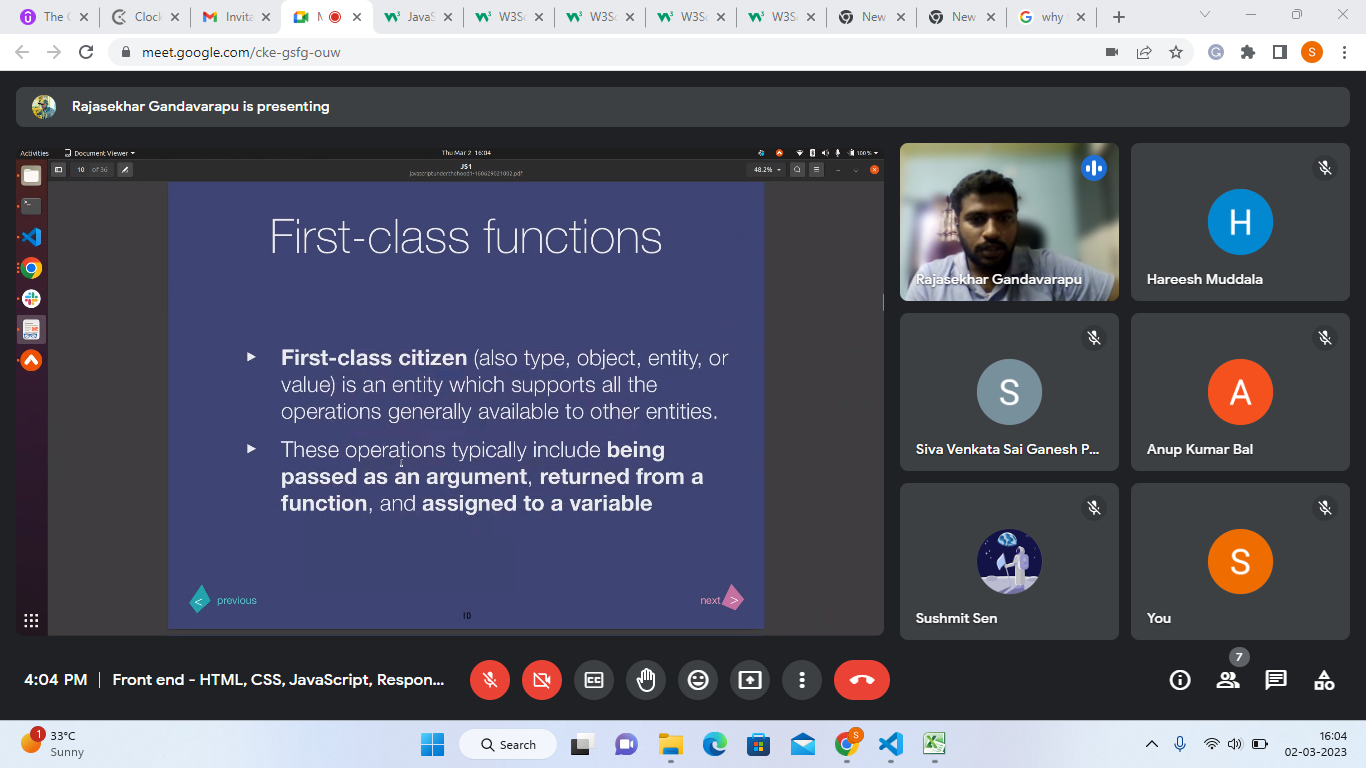 The C
Clock
Invita
M
JavaS
W3Sc
W3Sc
W3Sc
W3Sc
New
New
why
meet.google.com/cke-gsfg-ouw
S
Rajasekhar Gandavarapu is presenting
Activities
Document Viewer
Thu Mar 2 16:04
100 %
10 of 36
JS1
javascriptunderthehood1-160629021002.pdf
48.2%
First-class functions
First-class citizen (also type, object, entity, or
value) is an entity which supports all the
operations generally available to other entities.
These operations typically include being
passed as an argument, returned from a
function, and assigned to a variable
< previous
next >
10
Rajasekhar Gandavarapu
H
Hareesh Muddala
S
Siva Venkata Sai Ganesh P...
A
Anup Kumar Bal
Sushmit Sen
S
You
4:04 PM | Front end - HTML, CSS, JavaScript, Respon...
7
1
33°C
Sunny
Search
S
16:04
02-03-2023